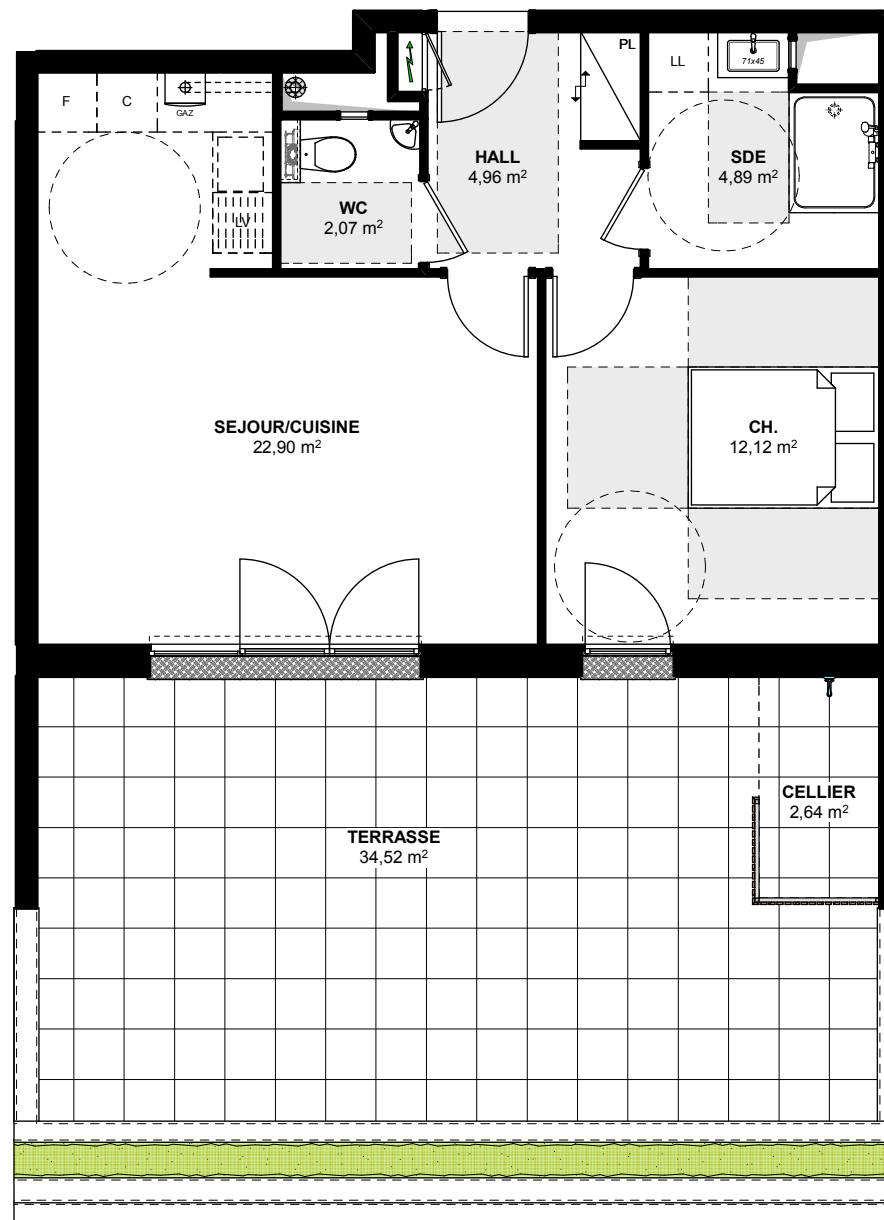 PL
F
C
GAZ
LL
71x45
HALL
4,96 m²
SDE
4,89 m²
WC
2,07 m²
LV
SEJOUR/CUISINE
22,90 m²
CH.
12,12 m²
CELLIER
2,64 m²
TERRASSE
34,52 m²